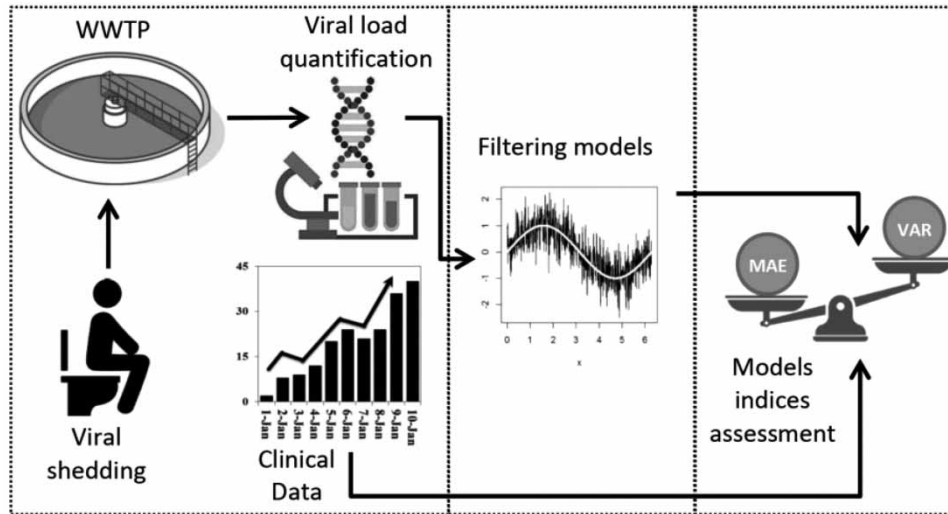 WWTP
Viral load
quantification
Viral
shedding
45
30
15
0
1-Jan
2-Jan
3-Jan
4-Jan
5-Jan
6-Jan
7-Jan
8-Jan
9-Jan
10-Jan
Clinical
Data
Filtering models
2
1
0
-1
-2
0 1 2 3 4 5 6
x
MAE
VAR
Models
indices
assessment